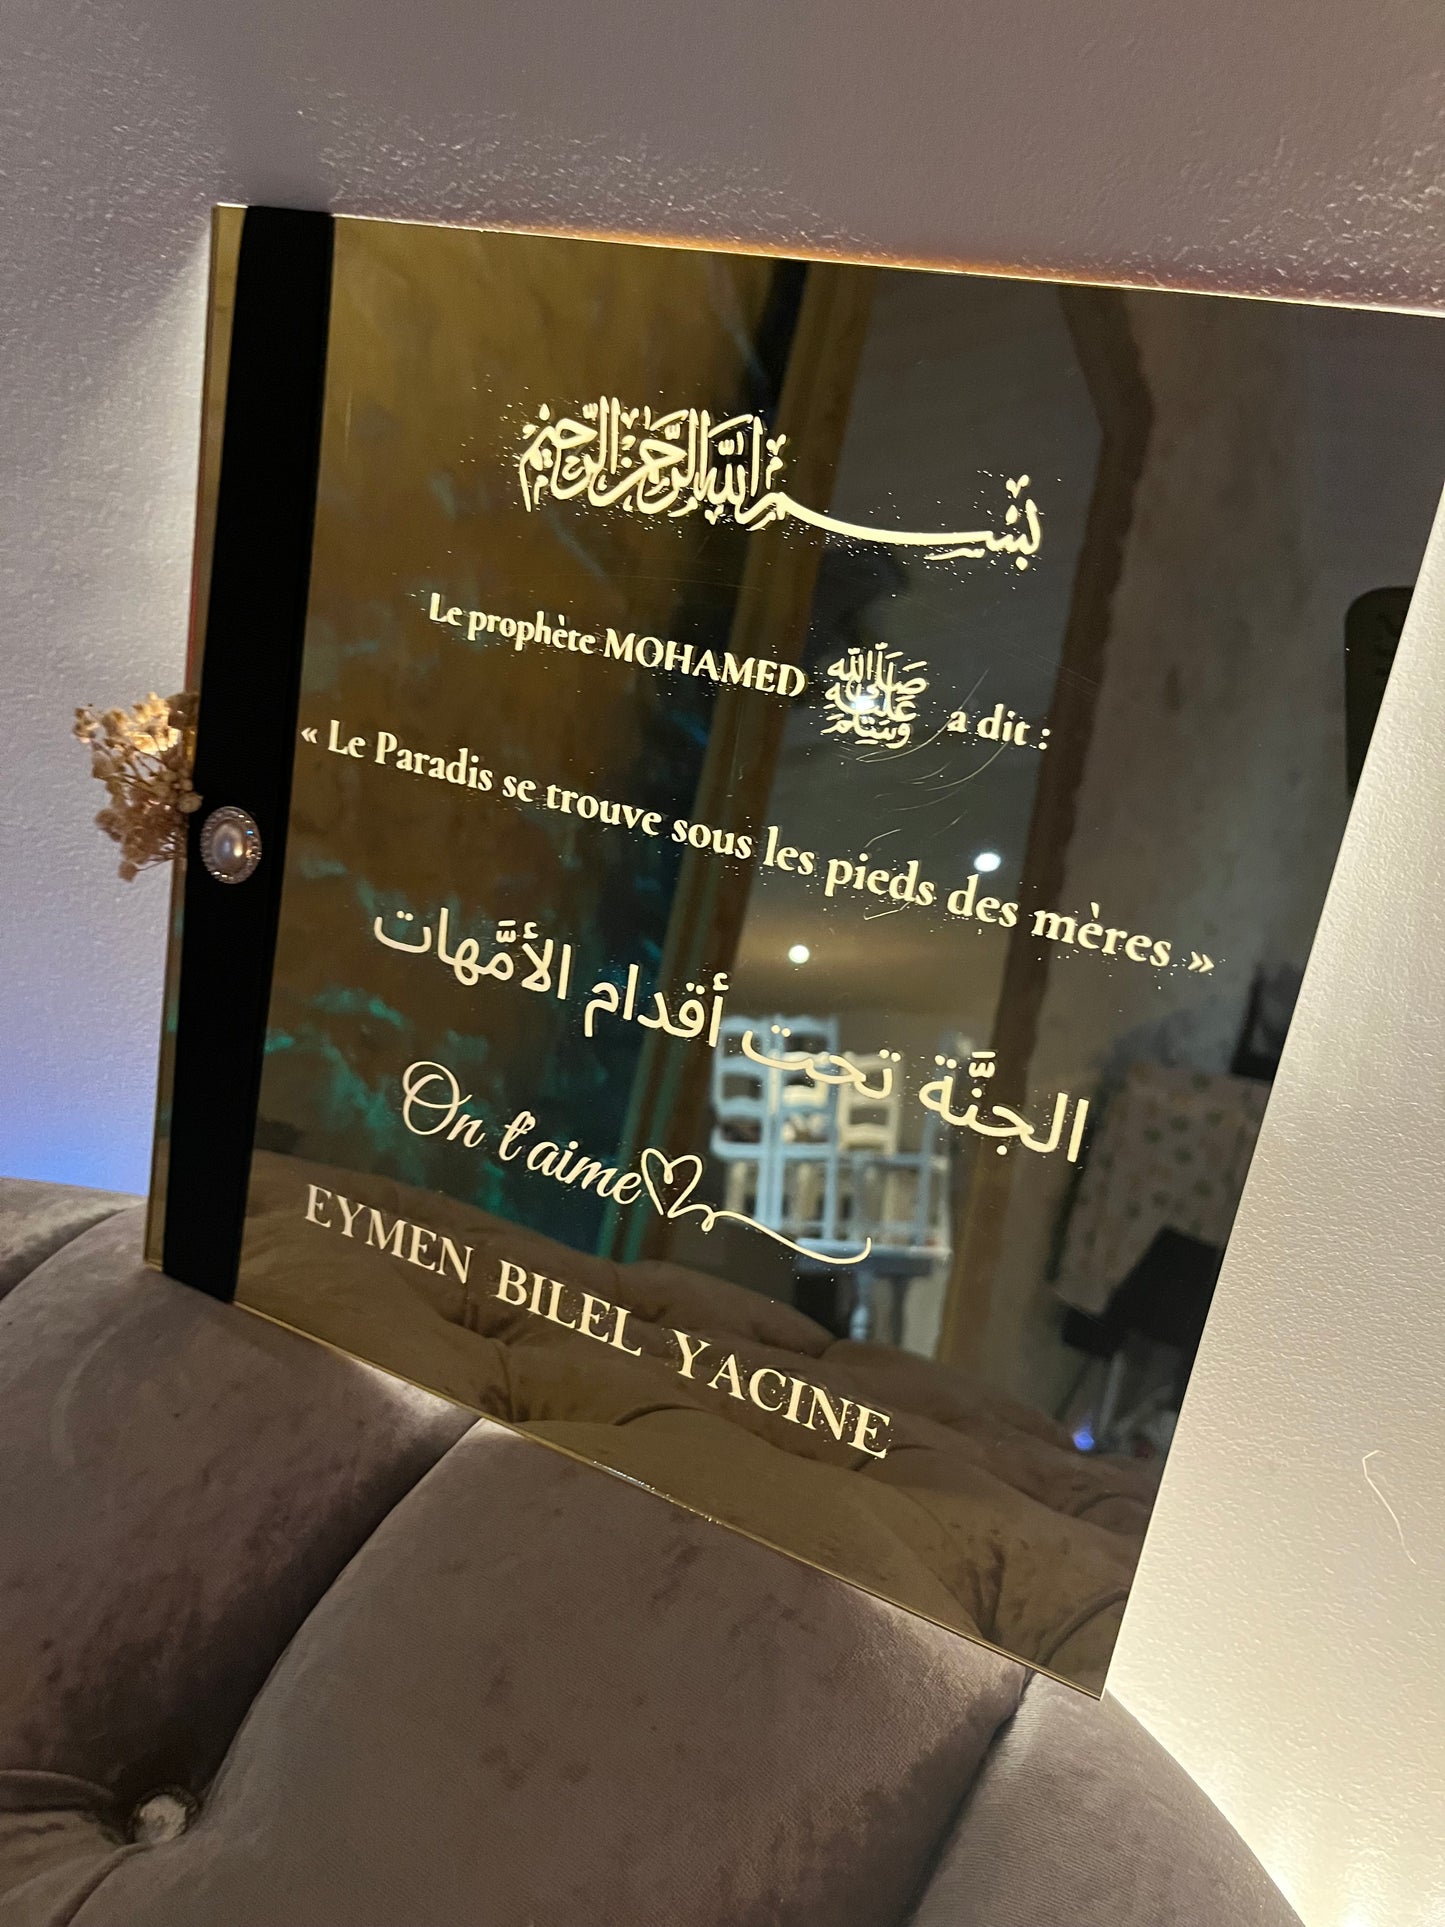 بسم الله الرحمن الرحيم
Le prophète MOHAMED صلى الله عليه وسلم a dit :
« Le Paradis se trouve sous les pieds des mères »
الجنَّة تحت أقدام الأمَّهات
On t'aime
EYMEN BILEL YACINE